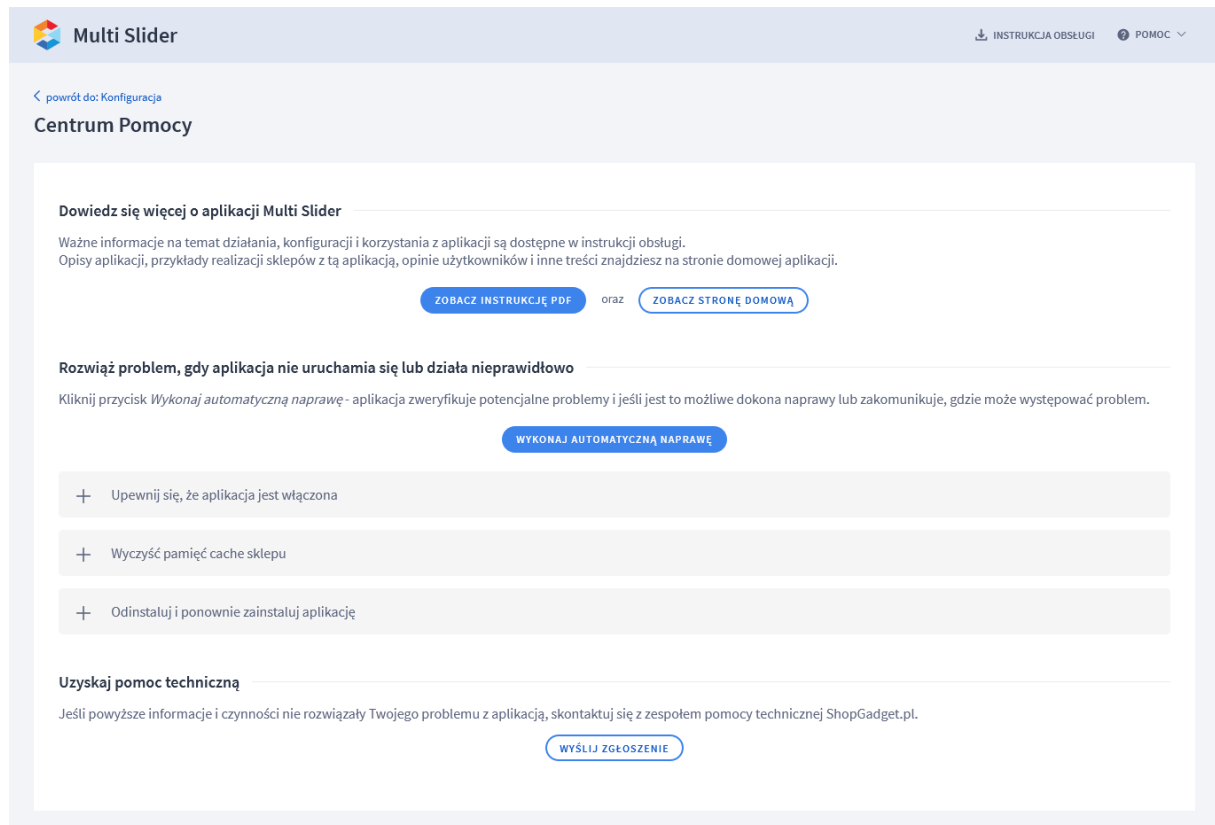 Multi Slider
INSTRUKCJA OBSŁUGI
POMOC
powrót do: Konfiguracja
Centrum Pomocy
Dowiedz się więcej o aplikacji Multi Slider
Ważne informacje na temat działania, konfiguracji i korzystania z aplikacji są dostępne w instrukcji obsługi.
Opisy aplikacji, przykłady realizacji sklepów z tą aplikacją, opinie użytkowników i inne treści znajdziesz na stronie domowej aplikacji.
ZOBACZ INSTRUKCJĘ PDF oraz ZOBACZ STRONĘ DOMOWĄ
Rozwiąż problem, gdy aplikacja nie uruchamia się lub działa nieprawidłowo
Kliknij przycisk Wykonaj automatyczną naprawę - aplikacja zweryfikuje potencjalne problemy i jeśli jest to możliwe dokona naprawy lub zakomunikuje, gdzie może występować problem.
WYKONAJ AUTOMATYCZNĄ NAPRAWĘ
Upewnij się, że aplikacja jest włączona
Wyczyść pamięć cache sklepu
Odinstaluj i ponownie zainstaluj aplikację
Uzyskaj pomoc techniczną
Jeśli powyższe informacje i czynności nie rozwiązały Twojego problemu z aplikacją, skontaktuj się z zespołem pomocy technicznej ShopGadget.pl.
WYŚLIJ ZGŁOSZENIE